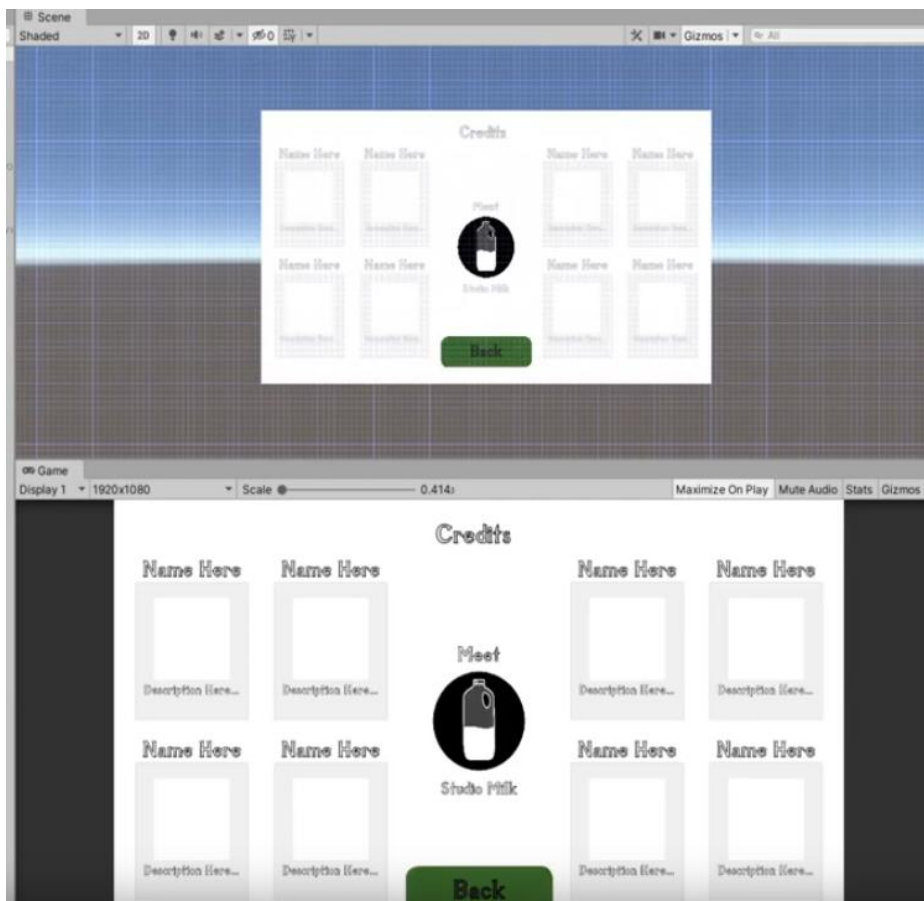 Scene
Shaded 2D 0 Gizmos All
Credits
Name Here Name Here Name Here Name Here
Meet
Studio Milk
Name Here Name Here Name Here Name Here
Back
Game
Display 1 1920x1080 Scale 0.414x Maximize On Play Mute Audio Stats Gizmos
Credits
Name Here Name Here Name Here Name Here
Meet
Description Here... Description Here... Description Here... Description Here...
Name Here Name Here Name Here Name Here
Studio Milk
Description Here... Description Here... Description Here... Description Here...
Back